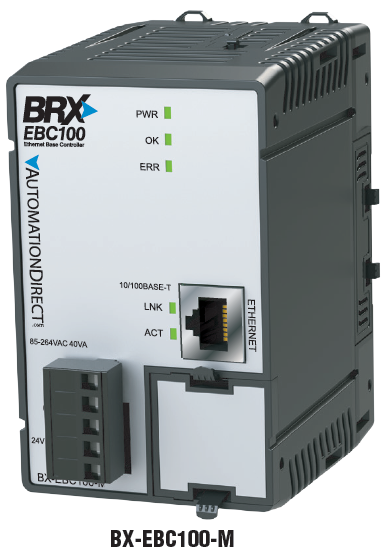 BRX
EBC100
Ethernet Base Controller
AUTOMATIONDIRECT
.com
PWR
OK
ERR
10/100BASE-T
LNK
ACT
ETHERNET
85-264VAC 40VA
24V
BX-EBC100-M
BX-EBC100-M